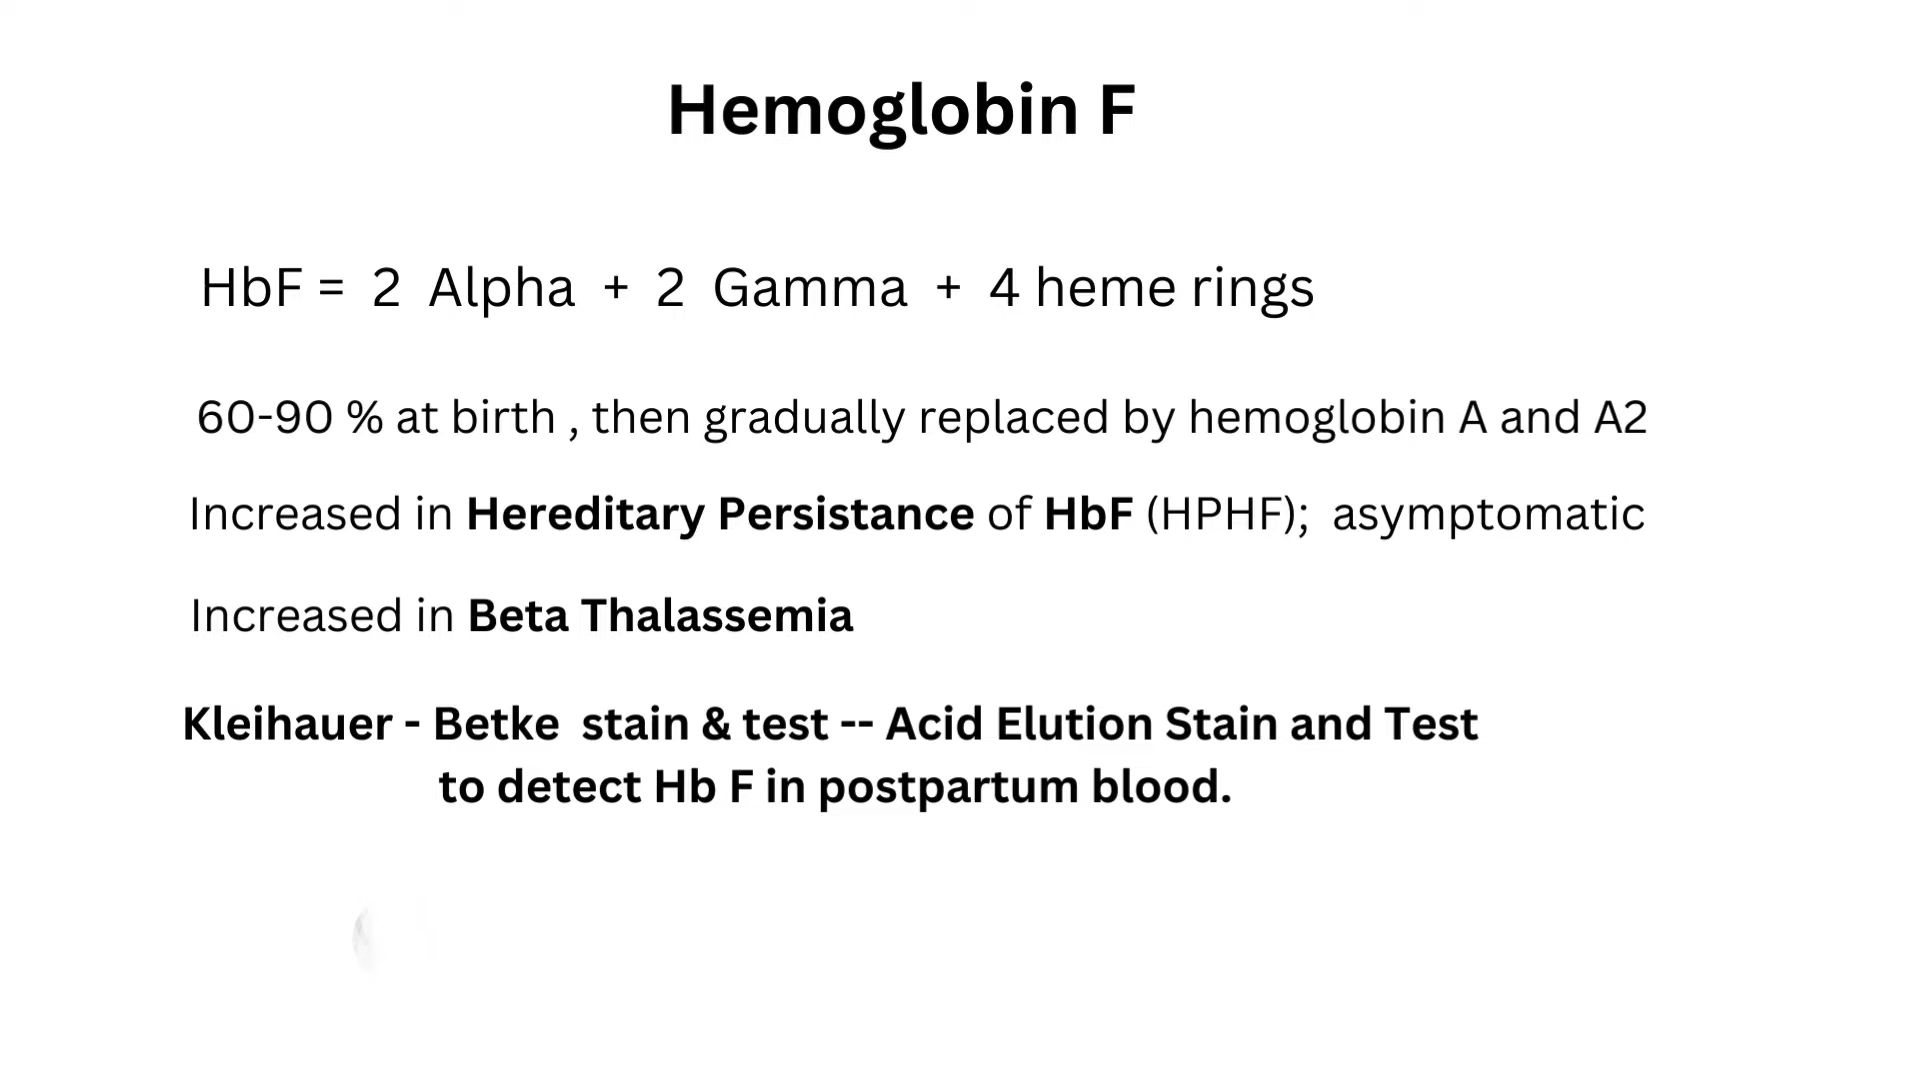 Hemoglobin F
HbF = 2 Alpha + 2 Gamma + 4 heme rings
60-90 % at birth , then gradually replaced by hemoglobin A and A2
Increased in Hereditary Persistance of HbF (HPHF); asymptomatic
Increased in Beta Thalassemia
Kleihauer - Betke stain & test -- Acid Elution Stain and Test
to detect Hb F in postpartum blood.